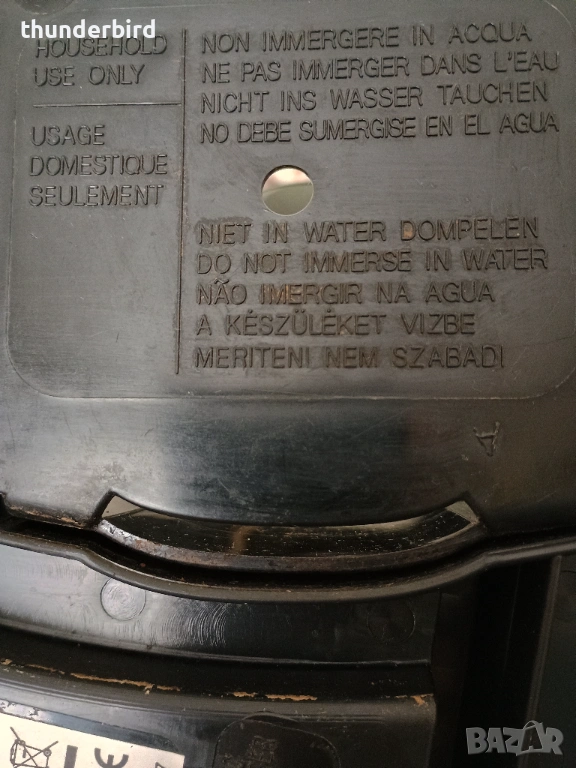 thunderbird
HOUSEHOLD
USE ONLY
USAGE
DOMESTIQUE
SEULEMENT
NON IMMERGERE IN ACQUA
NE PAS IMMERGER DANS L'EAU
NICHT INS WASSER TAUCHEN
NO DEBE SUMERGISE EN EL AGUA
NIET IN WATER DOMPELEN
DO NOT IMMERSE IN WATER
NÃO IMERGIR NA AGUA
A KÉSZÜLÉKET VIZBE
MERITENI NEM SZABADI
A
CE
BAZAR